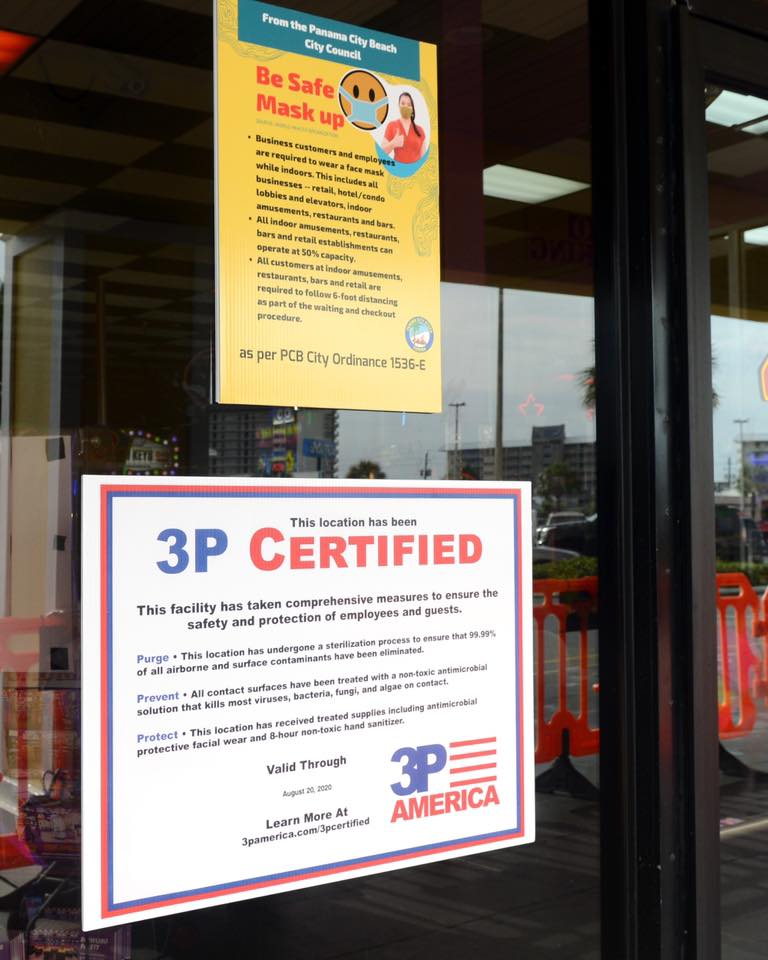 From the Panama City Beach
City Council
Be Safe
Mask up
• Business customers and employees
are required to wear a face mask
while indoors. This includes all
businesses -- retail, hotel/condo
lobbies and elevators, indoor
amusements, restaurants and bars.
• All indoor amusements, restaurants,
bars and retail establishments can
operate at 50% capacity.
• All customers at indoor amusements,
restaurants, bars and retail are
required to follow 6-foot distancing
as part of the waiting and checkout
procedure.
as per PCB City Ordinance 1536-E
This location has been
3P CERTIFIED
This facility has taken comprehensive measures to ensure the
safety and protection of employees and guests.
Purge • This location has undergone a sterilization process to ensure that 99.99%
of all airborne and surface contaminants have been eliminated.
Prevent • All contact surfaces have been treated with a non-toxic antimicrobial
solution that kills most viruses, bacteria, fungi, and algae on contact.
Protect • This location has received treated supplies including antimicrobial
protective facial wear and 8-hour non-toxic hand sanitizer.
Valid Through
August 20, 2020
Learn More At
3pamerica.com/3pcertified
3P
AMERICA